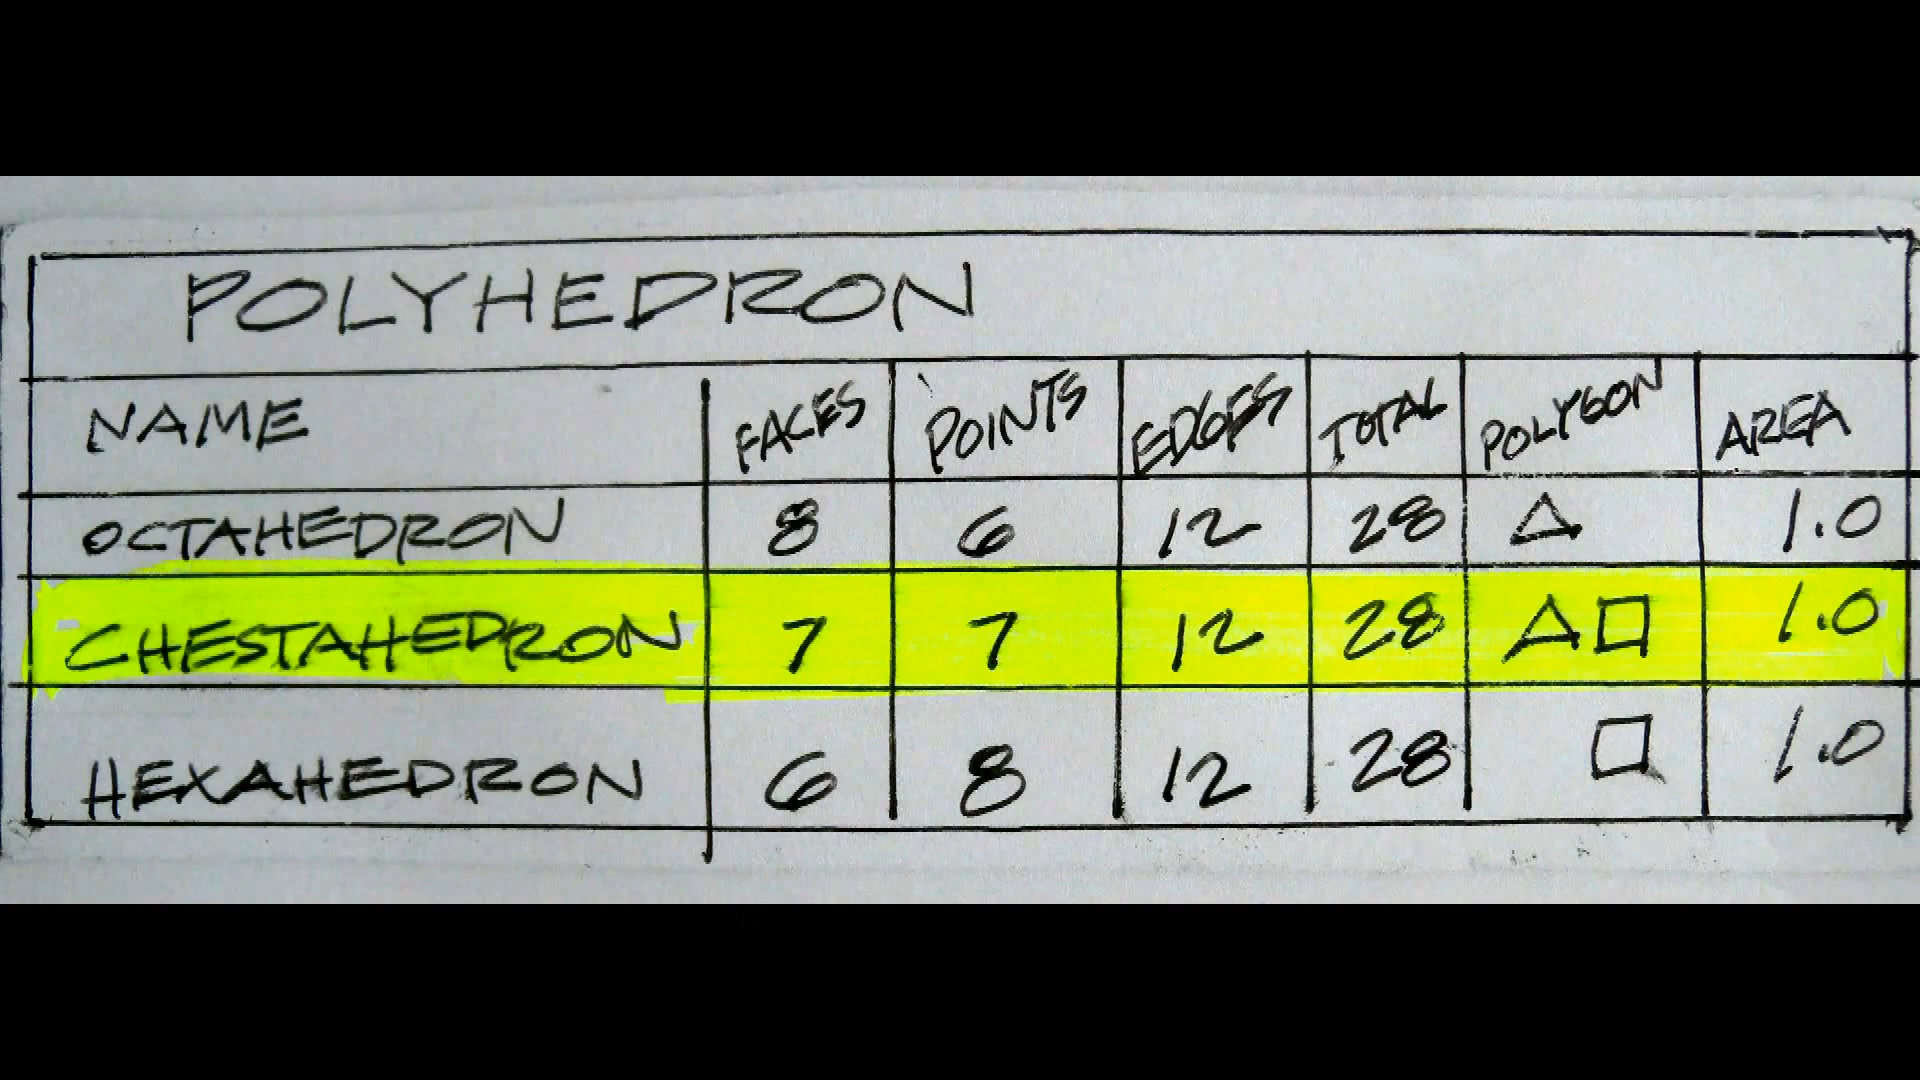 POLYHEDRON
NAME FACES POINTS EDGES TOTAL POLYGON AREA
OCTAHEDRON 8 6 12 28 △ 1.0
CHESTAHEDRON 7 7 12 28 △□ 1.0
HEXAHEDRON 6 8 12 28 □ 1.0